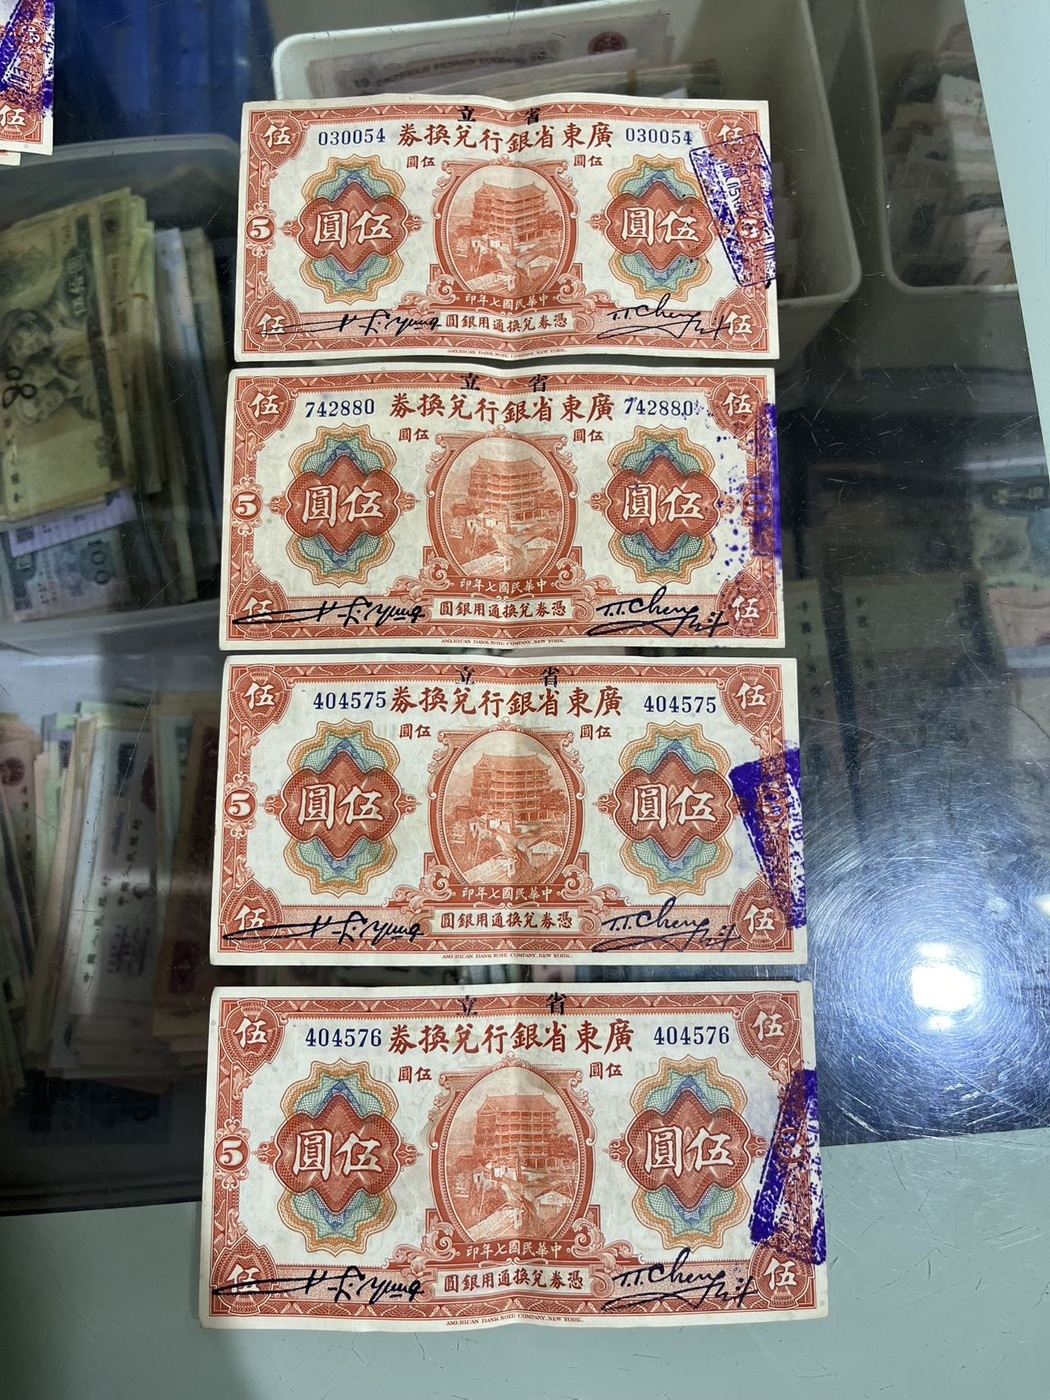 立 省
030054 券換兌行銀省東廣 030054
圓伍 圓伍
伍 伍
5 圓伍 圓伍
印年七國民華中
伍 圓銀用通換兌券憑 T.T. Cheng 伍
AMERICAN BANK NOTE COMPANY, NEW YORK.
立 省
742880 券換兌行銀省東廣 742880
圓伍 圓伍
伍 伍
5 圓伍 圓伍
印年七國民華中
伍 圓銀用通換兌券憑 T.T. Cheng 伍
AMERICAN BANK NOTE COMPANY, NEW YORK.
立 省
404575 券換兌行銀省東廣 404575
圓伍 圓伍
伍 伍
5 圓伍 圓伍
印年七國民華中
伍 圓銀用通換兌券憑 T.T. Cheng 伍
AMERICAN BANK NOTE COMPANY, NEW YORK.
立 省
404576 券換兌行銀省東廣 404576
圓伍 圓伍
伍 伍
5 圓伍 圓伍
印年七國民華中
伍 圓銀用通換兌券憑 T.T. Cheng 伍
AMERICAN BANK NOTE COMPANY, NEW YORK.